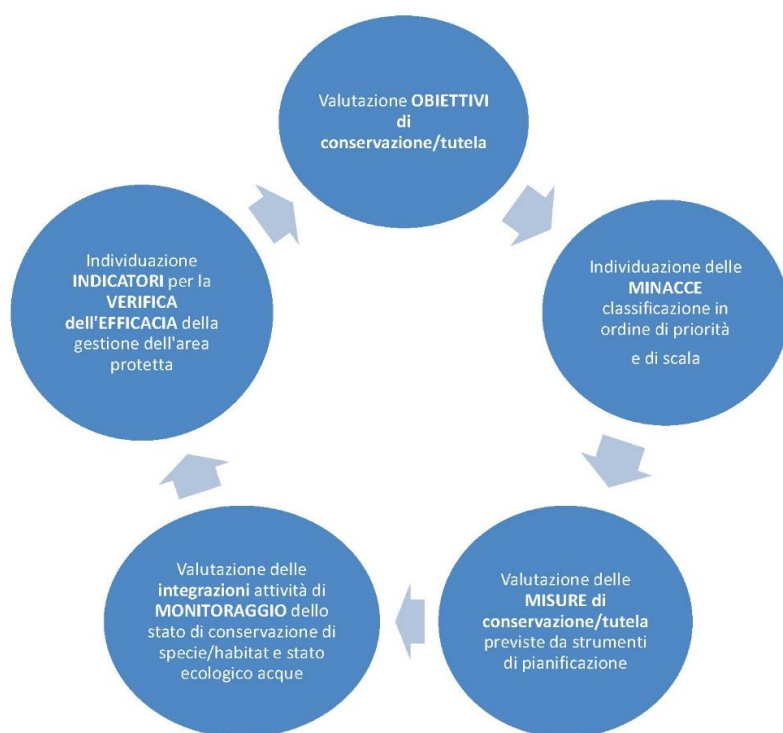 Valutazione OBIETTIVI
di
conservazione/tutela
Individuazione delle
MINACCE
classificazione in
ordine di priorità
e di scala
Valutazione delle
MISURE di
conservazione/tutela
previste da strumenti
di pianificazione
Valutazione delle
integrazioni attività di
MONITORAGGIO dello
stato di conservazione di
specie/habitat e stato
ecologico acque
Individuazione
INDICATORI per la
VERIFICA
dell'EFFICACIA della
gestione dell'area
protetta